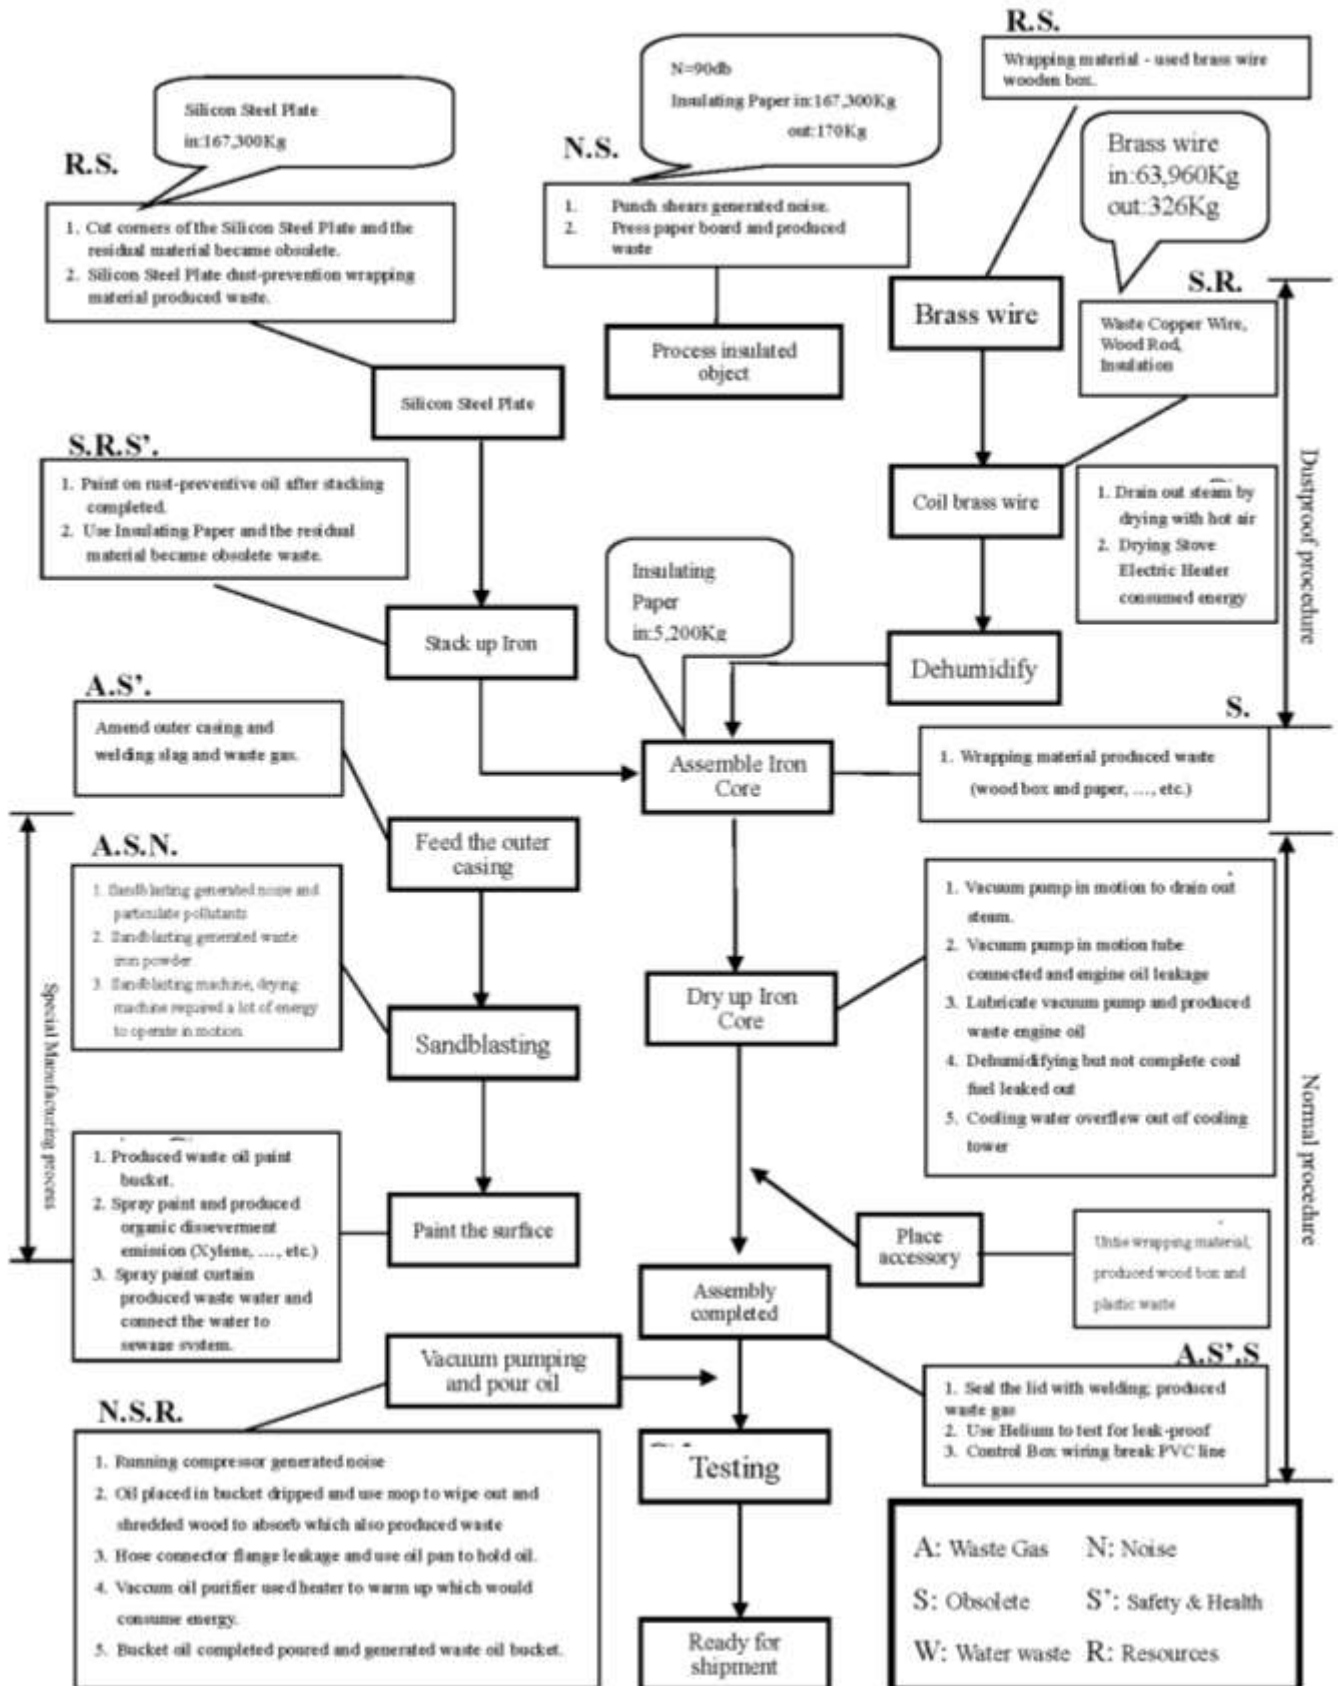 R.S.
Wrapping material - used brass wire
wooden box.
N=90db
Insulating Paper in:167,300Kg
out:170Kg
Silicon Steel Plate
in:167,300Kg
Brass wire
in:63,960Kg
out:326Kg
R.S.
N.S.
1. Cut corners of the Silicon Steel Plate and the
residual material became obsolete.
2. Silicon Steel Plate dust-prevention wrapping
material produced waste.
1. Punch shears generated noise.
2. Press paper board and produced
waste
Brass wire
S.R.
Waste Copper Wire,
Wood Rod,
Insulation
Process insulated
object
Silicon Steel Plate
Dustproof procedure
S.R.S’.
1. Paint on rust-preventive oil after stacking
completed.
2. Use Insulating Paper and the residual
material became obsolete waste.
Coil brass wire
1. Drain out steam by
drying with hot air
2. Drying Stove
Electric Heater
consumed energy
Insulating
Paper
in:5,200Kg
Stack up Iron
Dehumidify
A.S’.
Amend outer casing and
welding slag and waste gas.
S.
1. Wrapping material produced waste
(wood box and paper, …, etc.)
Assemble Iron
Core
Feed the outer
casing
A.S.N.
1. Sandblasting generated noise and
particulate pollutants
2. Sandblasting generated waste
iron powder
3. Sandblasting machine, drying
machine required a lot of energy
to operate in motion.
Special Manufacturing process
Sandblasting
Dry up Iron
Core
1. Vacuum pump in motion to drain out
steam.
2. Vacuum pump in motion tube
connected and engine oil leakage
3. Lubricate vacuum pump and produced
waste engine oil
4. Dehumidifying but not complete coal
fuel leaked out
5. Cooling water overflew out of cooling
tower
Normal procedure
1. Produced waste oil paint
bucket.
2. Spray paint and produced
organic disseverment
emission (Xylene, …, etc.)
3. Spray paint curtain
produced waste water and
connect the water to
sewage system.
Paint the surface
Place
accessory
Untie wrapping material,
produced wood box and
plastic waste
Assembly
completed
Vacuum pumping
and pour oil
A.S’.S
1. Seal the lid with welding; produced
waste gas
2. Use Helium to test for leak-proof
3. Control Box wiring break PVC line
N.S.R.
1. Running compressor generated noise
2. Oil placed in bucket dripped and use mop to wipe out and
shredded wood to absorb which also produced waste
3. Hose connector flange leakage and use oil pan to hold oil.
4. Vaccum oil purifier used heater to warm up which would
consume energy.
5. Bucket oil completed poured and generated waste oil bucket.
Testing
Ready for
shipment
A: Waste Gas N: Noise
S: Obsolete S’: Safety & Health
W: Water waste R: Resources